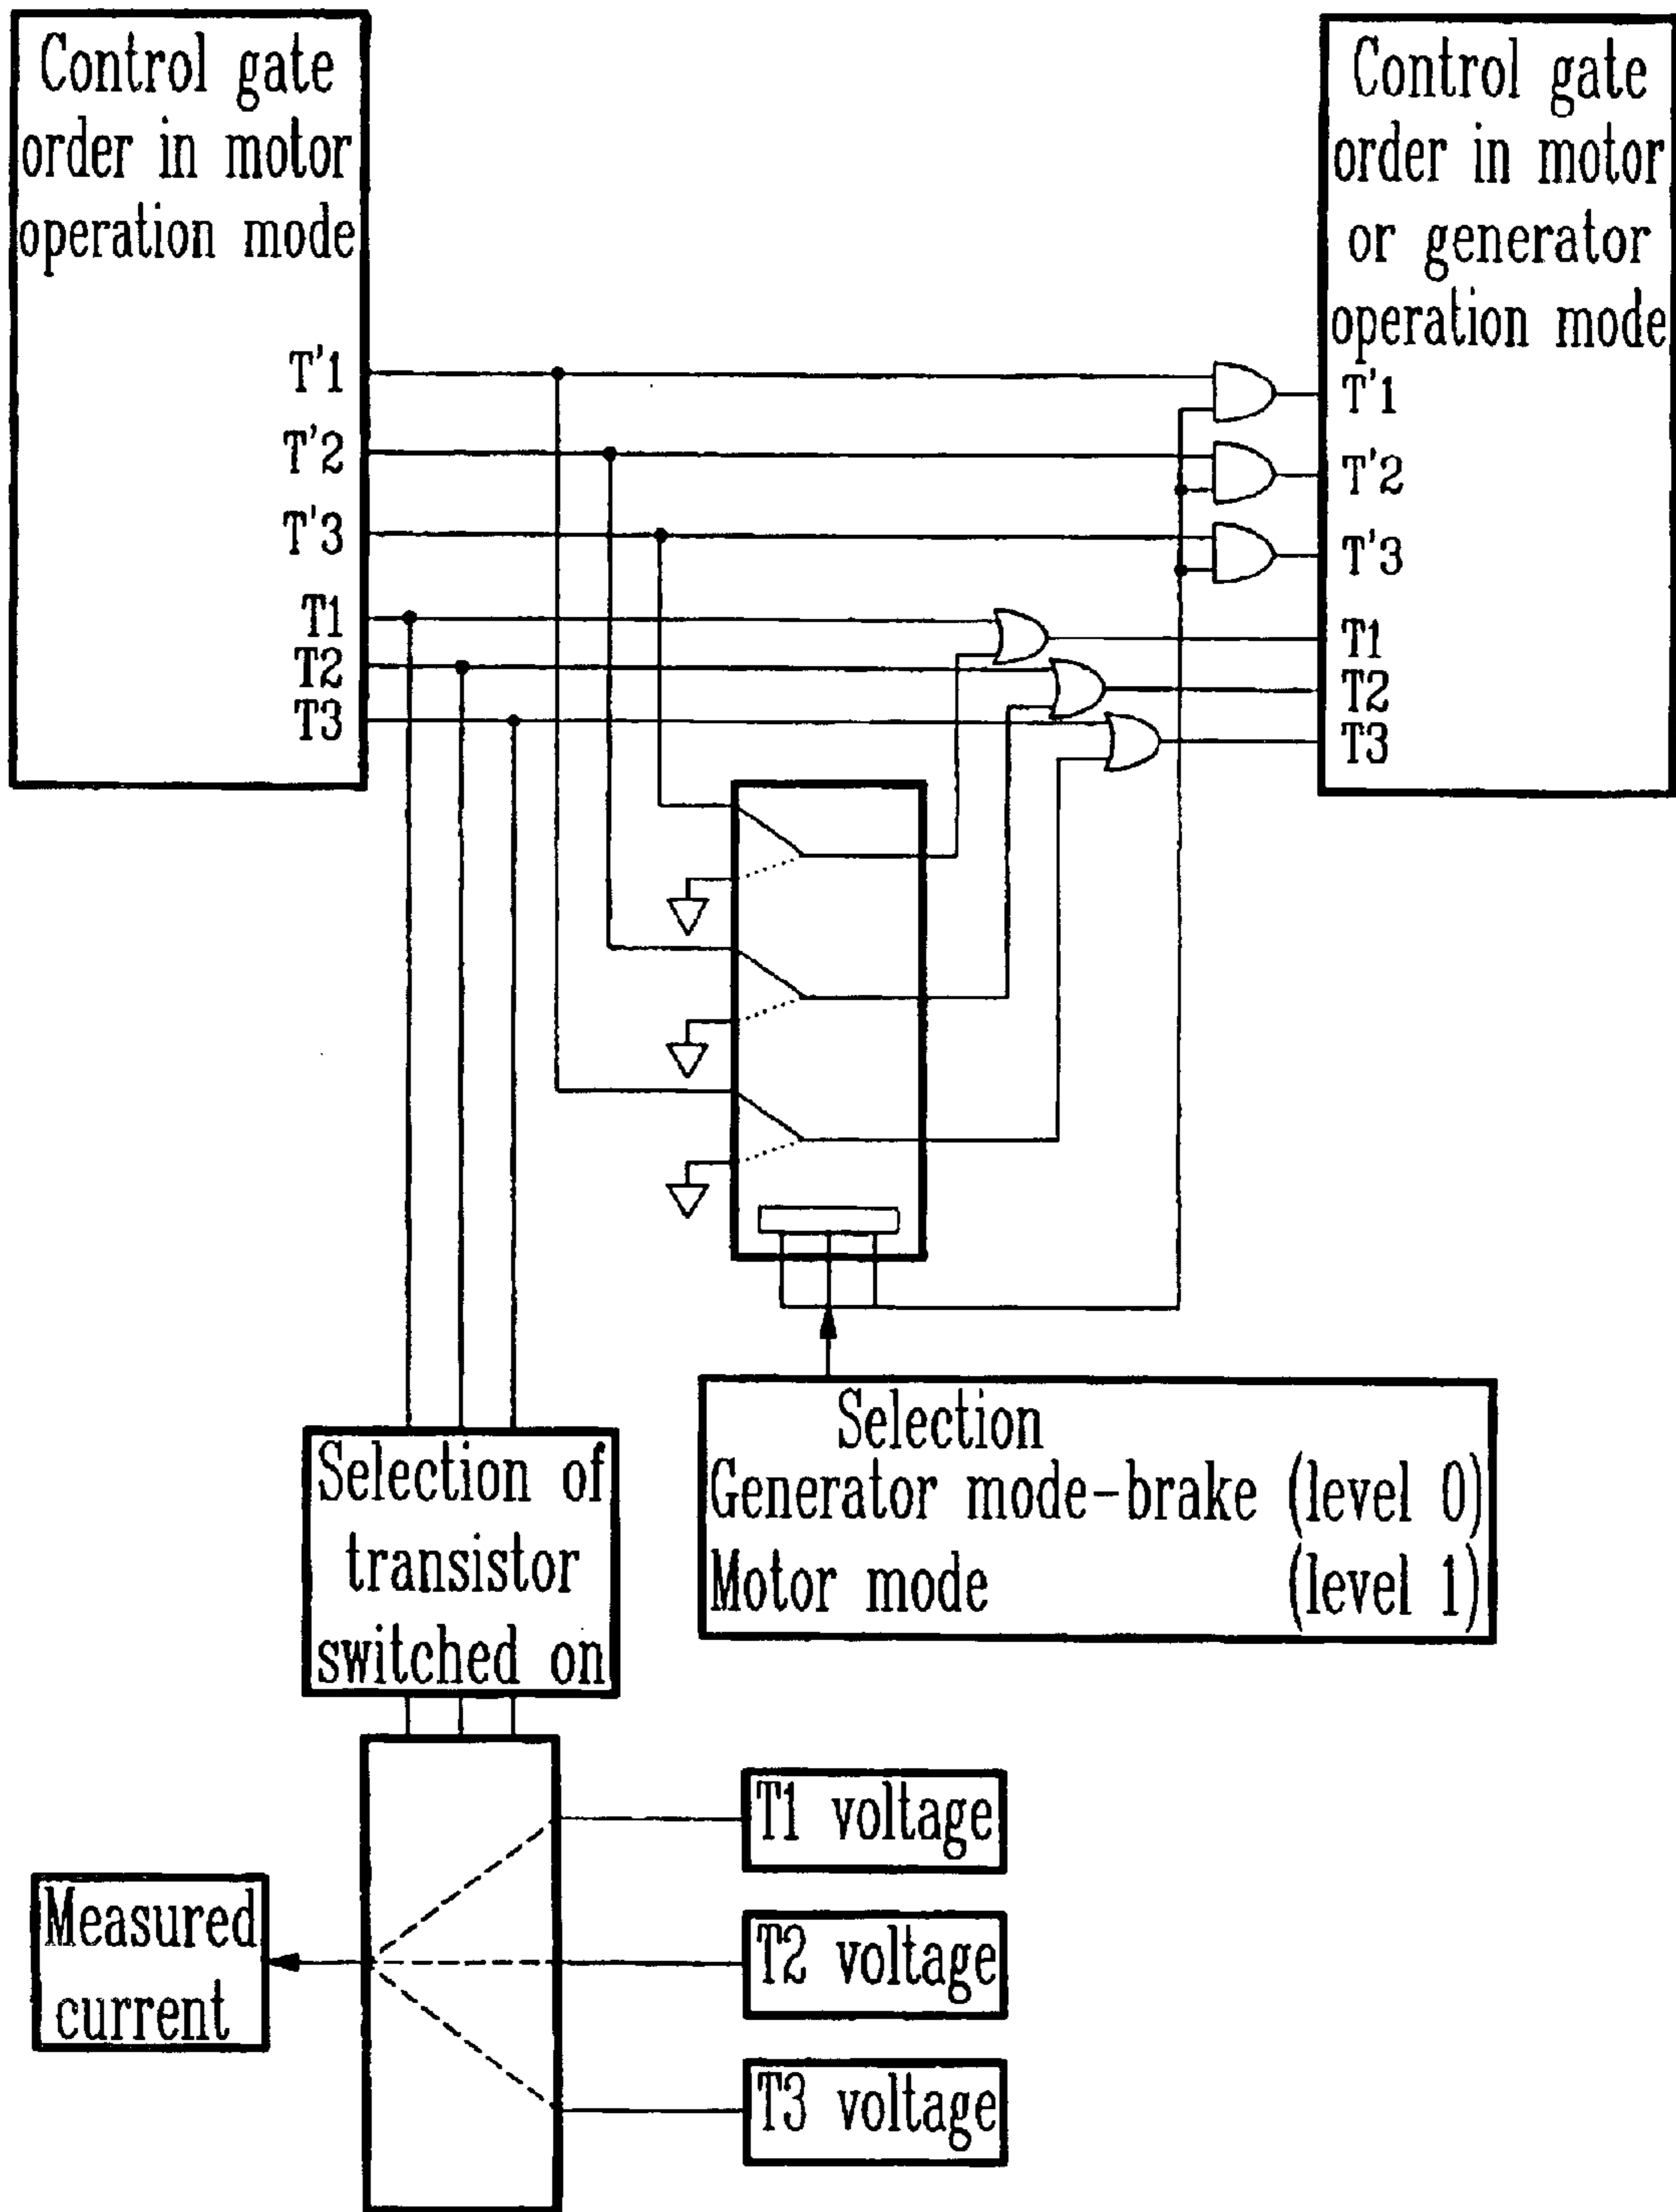 Control gate
order in motor
operation mode
T'1
T'2
T'3
T1
T2
T3
Control gate
order in motor
or generator
operation mode
T'1
T'2
T'3
T1
T2
T3
Selection
Generator mode-brake (level 0)
Motor mode (level 1)
Selection of
transistor
switched on
T1 voltage
T2 voltage
T3 voltage
Measured
current